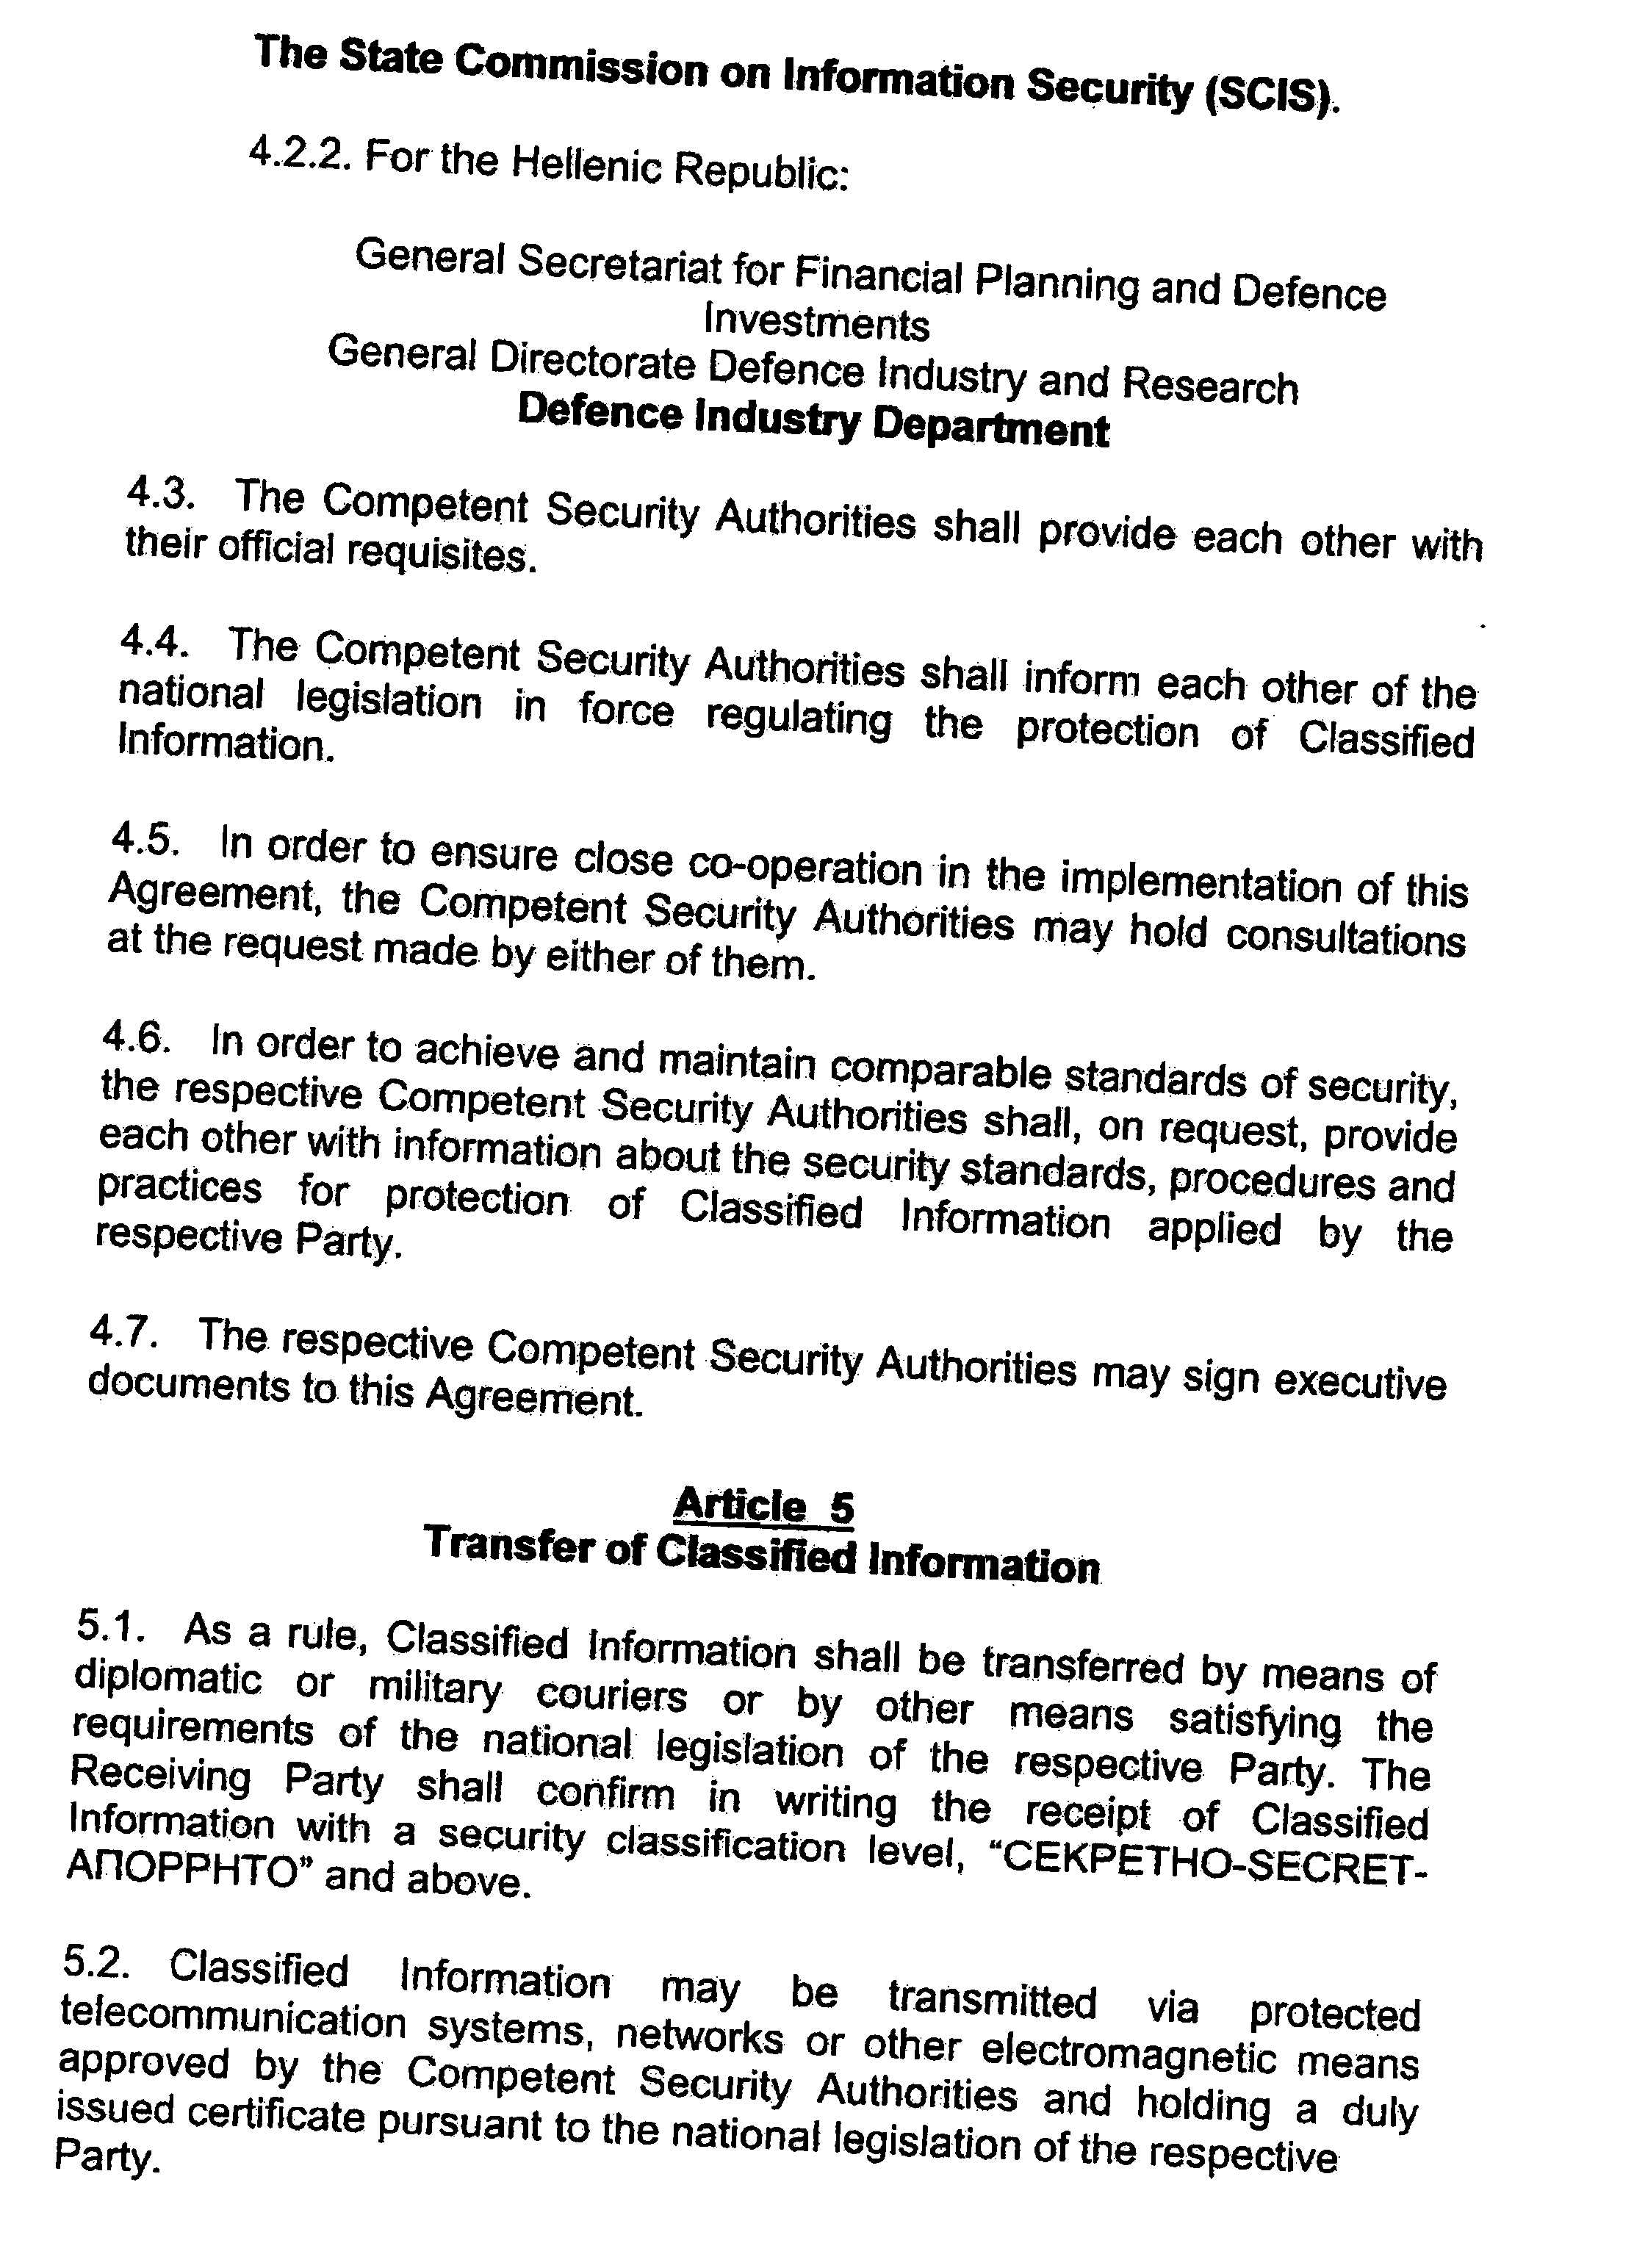 The State Commission on Information Security (SCIS).
4.2.2. For the Hellenic Republic:
General Secretariat for Financial Planning and Defence
Investments
General Directorate Defence Industry and Research
Defence Industry Department
4.3. The Competent Security Authorities shall provide each other with
their official requisites.
4.4. The Competent Security Authorities shall inform each other of the
national legislation in force regulating the protection of Classified
Information.
4.5. In order to ensure close co-operation in the implementation of this
Agreement, the Competent Security Authorities may hold consultations
at the request made by either of them.
4.6. In order to achieve and maintain comparable standards of security,
the respective Competent Security Authorities shall, on request, provide
each other with information about the security standards, procedures and
practices for protection of Classified Information applied by the
respective Party.
4.7. The respective Competent Security Authorities may sign executive
documents to this Agreement.
Article 5
Transfer of Classified Information
5.1. As a rule, Classified Information shall be transferred by means of
diplomatic or military couriers or by other means satisfying the
requirements of the national legislation of the respective Party. The
Receiving Party shall confirm in writing the receipt of Classified
Information with a security classification level, “СЕКРЕТНО-SECRET-
ΑΠΟΡΡΗΤΟ” and above.
5.2. Classified Information may be transmitted via protected
telecommunication systems, networks or other electromagnetic means
approved by the Competent Security Authorities and holding a duly
issued certificate pursuant to the national legislation of the respective
Party.